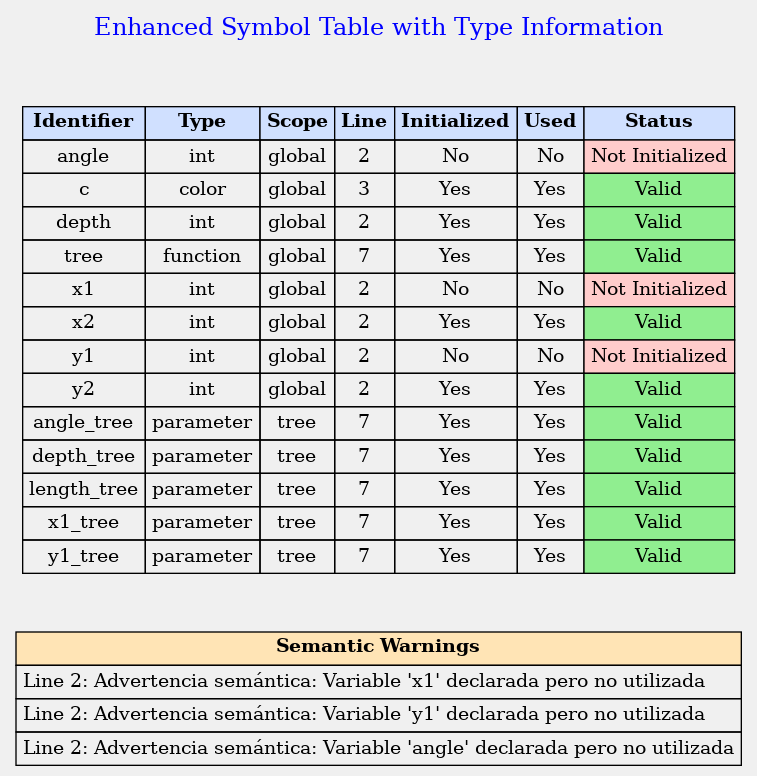 Enhanced Symbol Table with Type Information
Identifier Type Scope Line Initialized Used Status
angle int global 2 No No Not Initialized
c color global 3 Yes Yes Valid
depth int global 2 Yes Yes Valid
tree function global 7 Yes Yes Valid
x1 int global 2 No No Not Initialized
x2 int global 2 Yes Yes Valid
y1 int global 2 No No Not Initialized
y2 int global 2 Yes Yes Valid
angle_tree parameter tree 7 Yes Yes Valid
depth_tree parameter tree 7 Yes Yes Valid
length_tree parameter tree 7 Yes Yes Valid
x1_tree parameter tree 7 Yes Yes Valid
y1_tree parameter tree 7 Yes Yes Valid
Semantic Warnings
Line 2: Advertencia semántica: Variable 'x1' declarada pero no utilizada
Line 2: Advertencia semántica: Variable 'y1' declarada pero no utilizada
Line 2: Advertencia semántica: Variable 'angle' declarada pero no utilizada